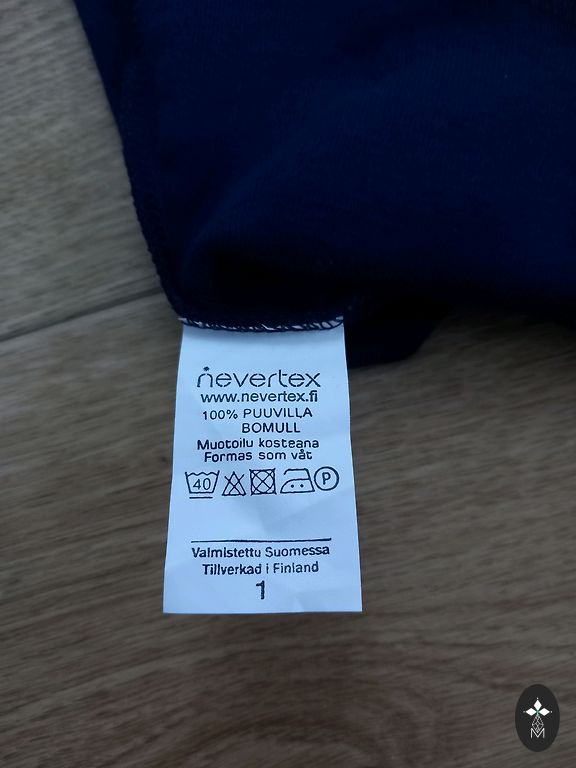 nevertex
www.nevertex.fi
100% PUUVILLA
BOMULL
Muotoilu kosteana
Formas som våt
40 P
Valmistettu Suomessa
Tillverkad i Finland
1
M